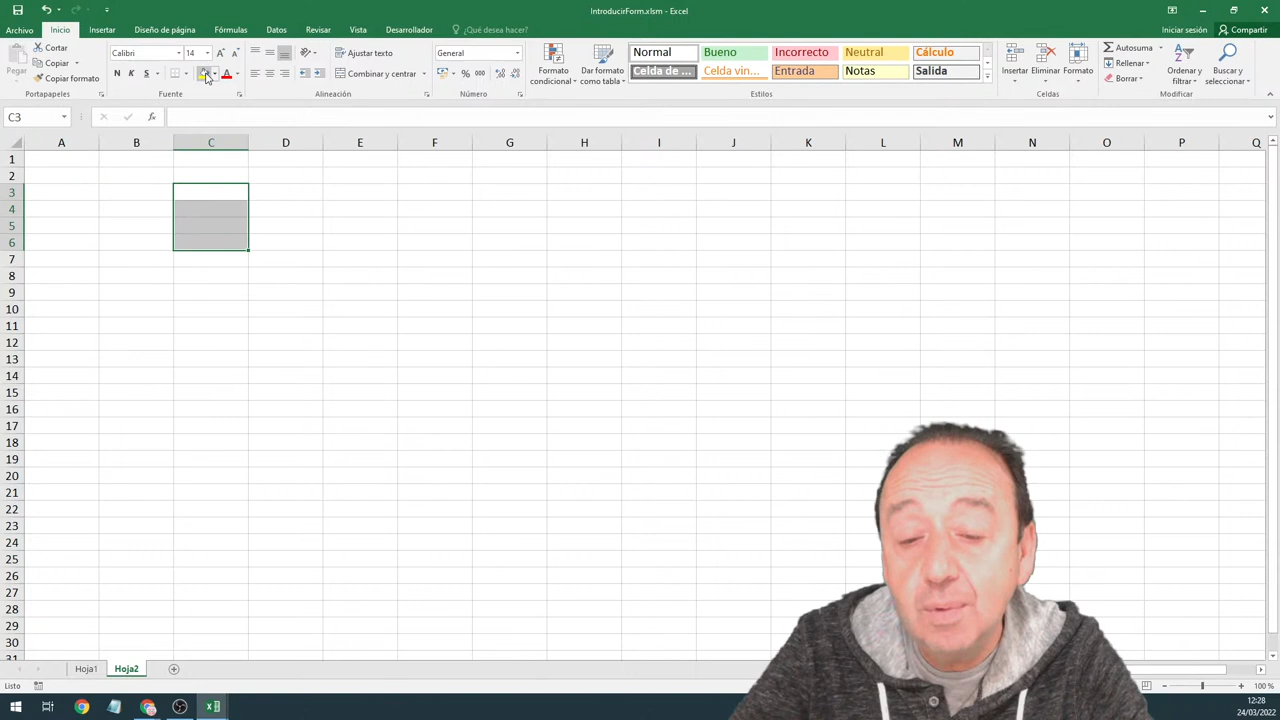 IntroducirForm.xlsm - Excel
Archivo Inicio Insertar Diseño de página Fórmulas Datos Revisar Vista Desarrollador ¿Qué desea hacer? Iniciar sesión Compartir
Pegar
Cortar
Copiar
Copiar formato
Portapapeles
Calibri 14
N K S
Fuente
Ajustar texto
Combinar y centrar
Alineación
General
% 000
Número
Formato condicional
Dar formato como tabla
Normal Bueno Incorrecto Neutral Cálculo
Celda de ... Celda vin... Entrada Notas Salida
Estilos
Insertar Eliminar Formato
Celdas
Autosuma
Rellenar
Borrar
Ordenar y filtrar
Buscar y seleccionar
Modificar
C3 fx
A B C D E F G H I J K L M N O P Q
1
2
3
4
5
6
7
8
9
10
11
12
13
14
15
16
17
18
19
20
21
22
23
24
25
26
27
28
29
30
31
Hoja1 Hoja2
Listo 100 %
12:28
24/03/2022